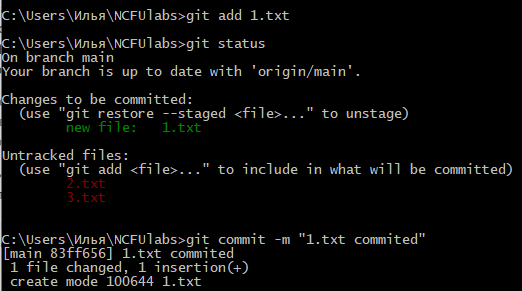 C:\Users\Илья\NCFUlabs>git add 1.txt
C:\Users\Илья\NCFUlabs>git status
On branch main
Your branch is up to date with 'origin/main'.
Changes to be committed:
  (use "git restore --staged <file>..." to unstage)
        new file:   1.txt
Untracked files:
  (use "git add <file>..." to include in what will be committed)
        2.txt
        3.txt
C:\Users\Илья\NCFUlabs>git commit -m "1.txt commited"
[main 83ff656] 1.txt commited
 1 file changed, 1 insertion(+)
 create mode 100644 1.txt